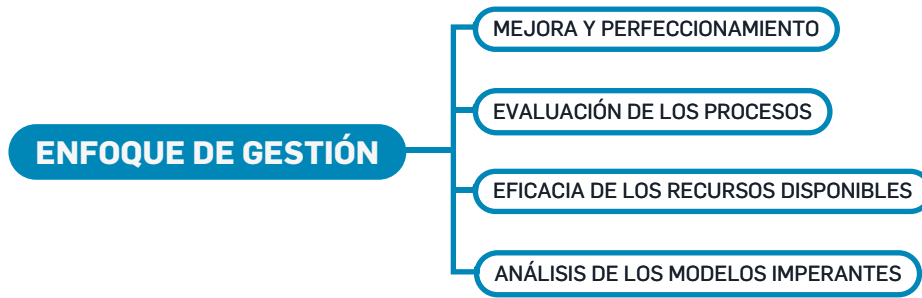 MEJORA Y PERFECCIONAMIENTO
EVALUACIÓN DE LOS PROCESOS
ENFOQUE DE GESTIÓN
EFICACIA DE LOS RECURSOS DISPONIBLES
ANÁLISIS DE LOS MODELOS IMPERANTES